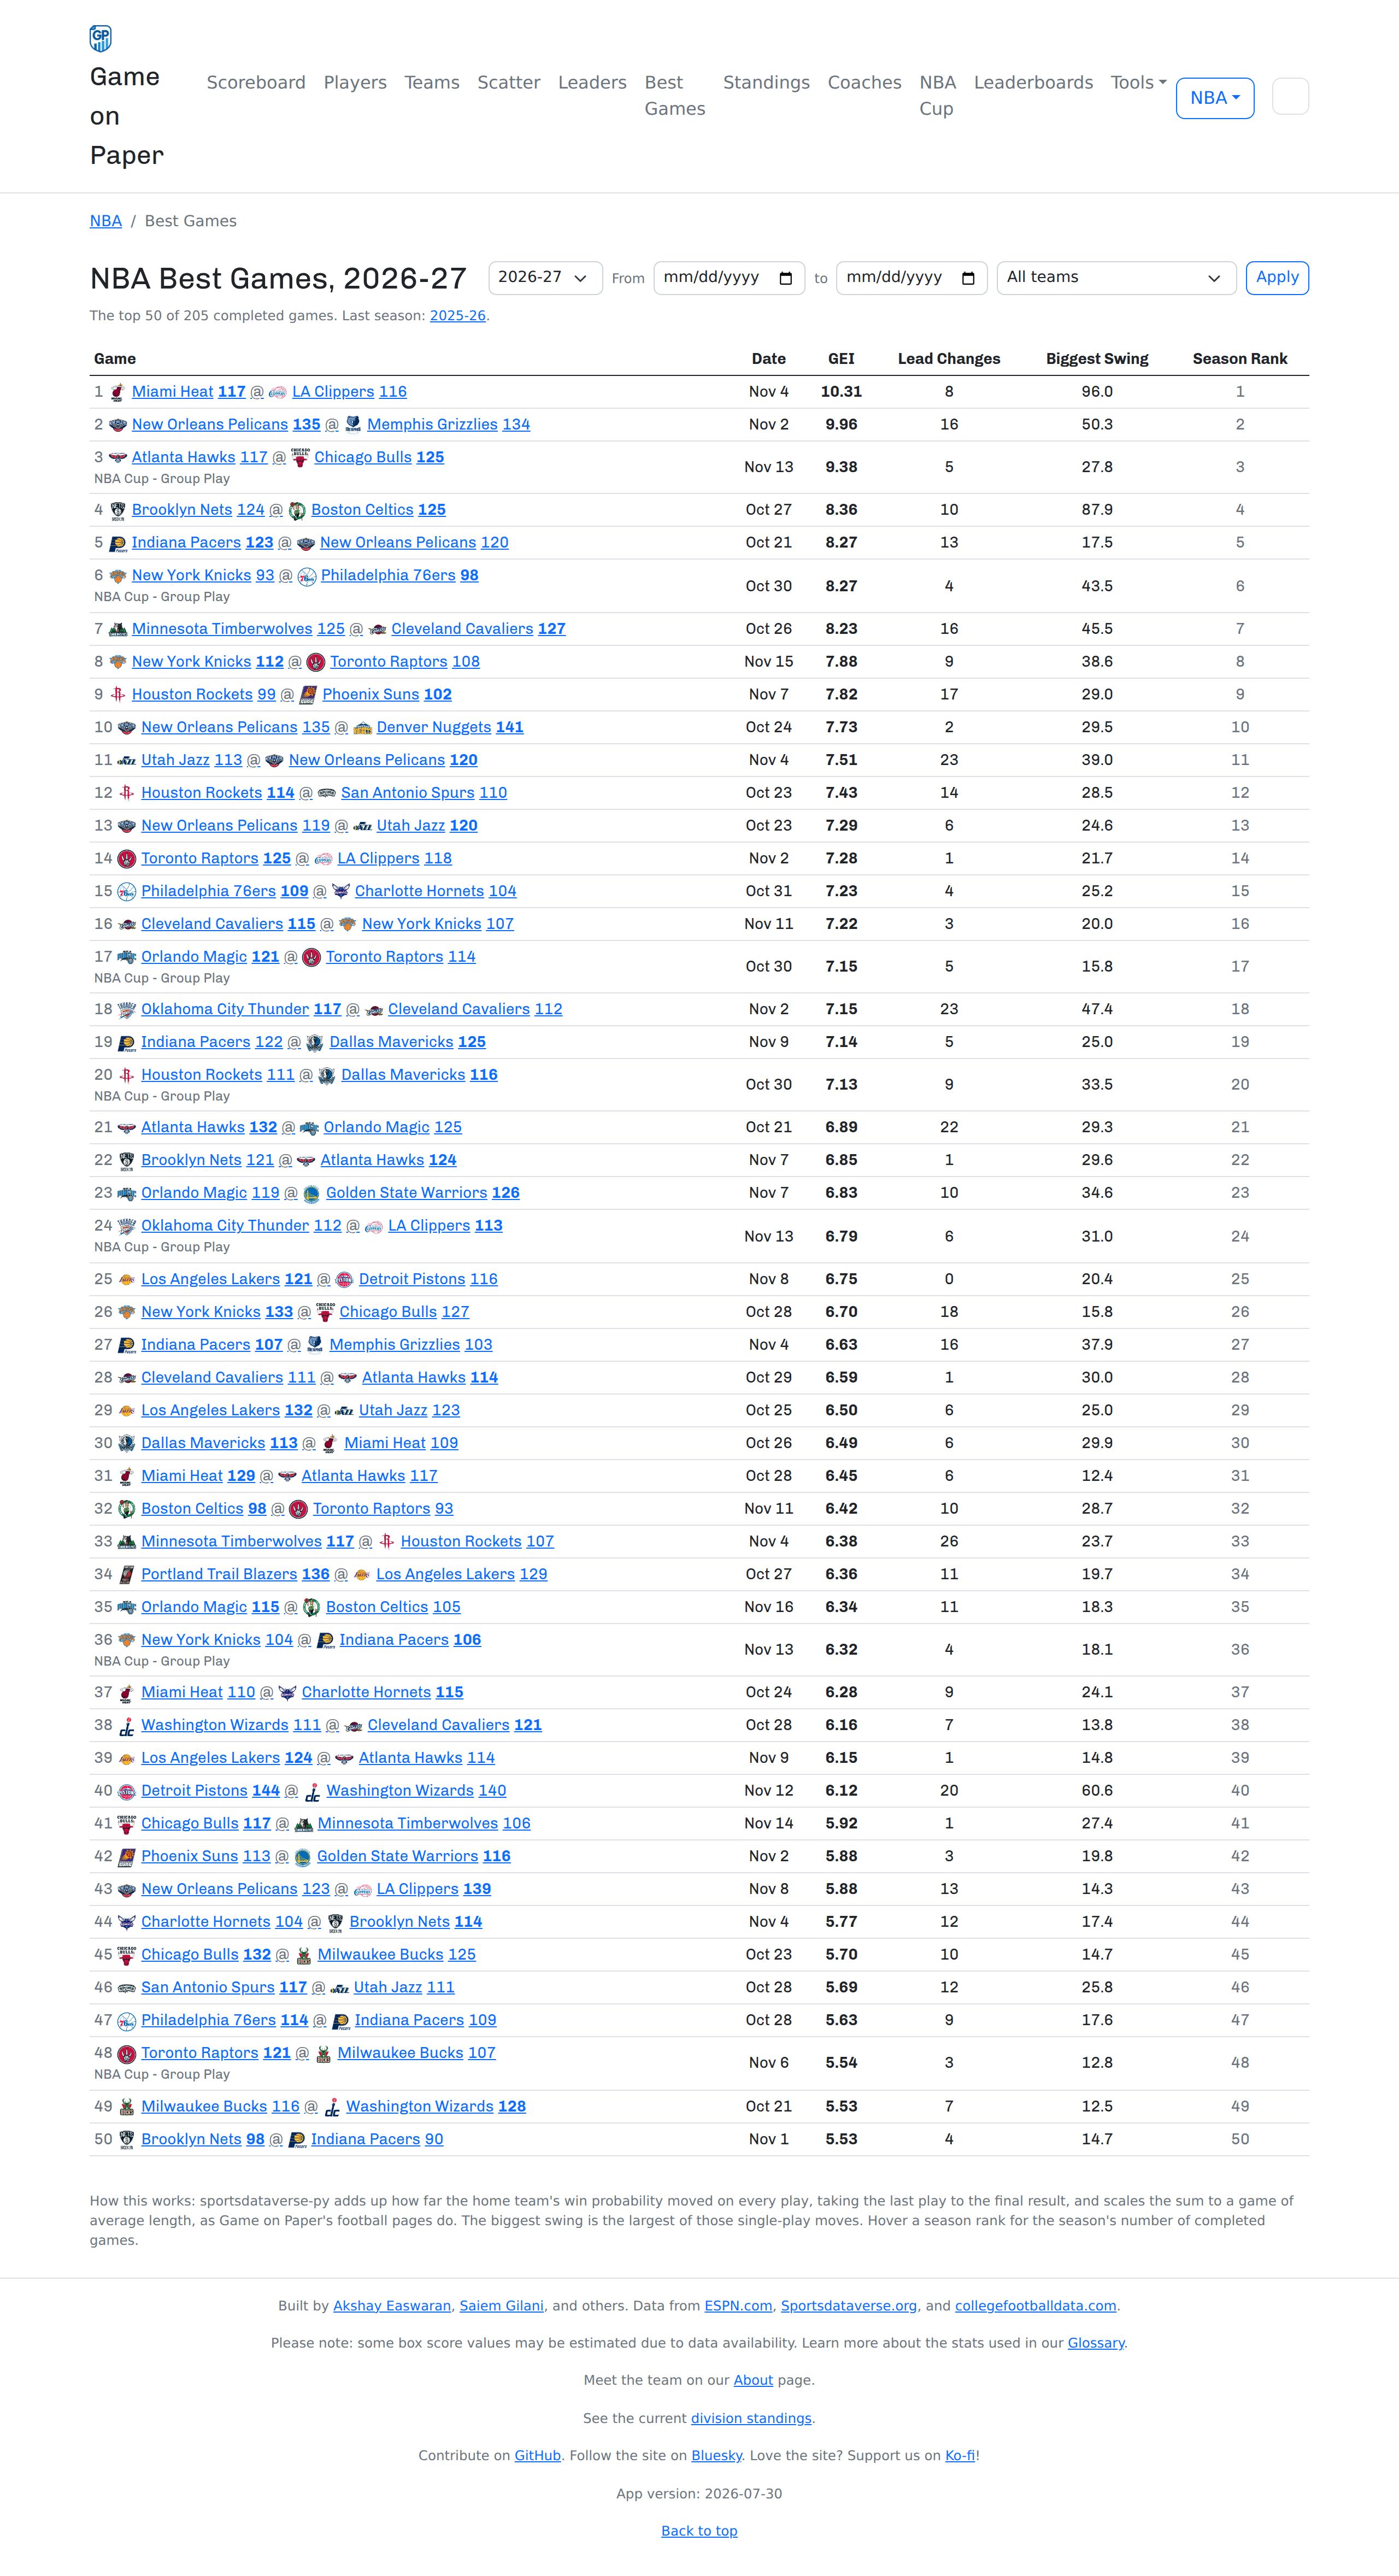 GP
Game
on
Paper
Scoreboard Players Teams Scatter Leaders Best Games Standings Coaches NBA Cup Leaderboards Tools NBA
NBA / Best Games
NBA Best Games, 2026-27 2026-27 From mm/dd/yyyy to mm/dd/yyyy All teams Apply
The top 50 of 205 completed games. Last season: 2025-26.
Game Date GEI Lead Changes Biggest Swing Season Rank
1 Miami Heat 117 @ LA Clippers 116 Nov 4 10.31 8 96.0 1
2 New Orleans Pelicans 135 @ Memphis Grizzlies 134 Nov 2 9.96 16 50.3 2
3 Atlanta Hawks 117 @ Chicago Bulls 125 Nov 13 9.38 5 27.8 3
NBA Cup - Group Play
4 Brooklyn Nets 124 @ Boston Celtics 125 Oct 27 8.36 10 87.9 4
5 Indiana Pacers 123 @ New Orleans Pelicans 120 Oct 21 8.27 13 17.5 5
6 New York Knicks 93 @ Philadelphia 76ers 98 Oct 30 8.27 4 43.5 6
NBA Cup - Group Play
7 Minnesota Timberwolves 125 @ Cleveland Cavaliers 127 Oct 26 8.23 16 45.5 7
8 New York Knicks 112 @ Toronto Raptors 108 Nov 15 7.88 9 38.6 8
9 Houston Rockets 99 @ Phoenix Suns 102 Nov 7 7.82 17 29.0 9
10 New Orleans Pelicans 135 @ Denver Nuggets 141 Oct 24 7.73 2 29.5 10
11 Utah Jazz 113 @ New Orleans Pelicans 120 Nov 4 7.51 23 39.0 11
12 Houston Rockets 114 @ San Antonio Spurs 110 Oct 23 7.43 14 28.5 12
13 New Orleans Pelicans 119 @ Utah Jazz 120 Oct 23 7.29 6 24.6 13
14 Toronto Raptors 125 @ LA Clippers 118 Nov 2 7.28 1 21.7 14
15 Philadelphia 76ers 109 @ Charlotte Hornets 104 Oct 31 7.23 4 25.2 15
16 Cleveland Cavaliers 115 @ New York Knicks 107 Nov 11 7.22 3 20.0 16
17 Orlando Magic 121 @ Toronto Raptors 114 Oct 30 7.15 5 15.8 17
NBA Cup - Group Play
18 Oklahoma City Thunder 117 @ Cleveland Cavaliers 112 Nov 2 7.15 23 47.4 18
19 Indiana Pacers 122 @ Dallas Mavericks 125 Nov 9 7.14 5 25.0 19
20 Houston Rockets 111 @ Dallas Mavericks 116 Oct 30 7.13 9 33.5 20
NBA Cup - Group Play
21 Atlanta Hawks 132 @ Orlando Magic 125 Oct 21 6.89 22 29.3 21
22 Brooklyn Nets 121 @ Atlanta Hawks 124 Nov 7 6.85 1 29.6 22
23 Orlando Magic 119 @ Golden State Warriors 126 Nov 7 6.83 10 34.6 23
24 Oklahoma City Thunder 112 @ LA Clippers 113 Nov 13 6.79 6 31.0 24
NBA Cup - Group Play
25 Los Angeles Lakers 121 @ Detroit Pistons 116 Nov 8 6.75 0 20.4 25
26 New York Knicks 133 @ Chicago Bulls 127 Oct 28 6.70 18 15.8 26
27 Indiana Pacers 107 @ Memphis Grizzlies 103 Nov 4 6.63 16 37.9 27
28 Cleveland Cavaliers 111 @ Atlanta Hawks 114 Oct 29 6.59 1 30.0 28
29 Los Angeles Lakers 132 @ Utah Jazz 123 Oct 25 6.50 6 25.0 29
30 Dallas Mavericks 113 @ Miami Heat 109 Oct 26 6.49 6 29.9 30
31 Miami Heat 129 @ Atlanta Hawks 117 Oct 28 6.45 6 12.4 31
32 Boston Celtics 98 @ Toronto Raptors 93 Nov 11 6.42 10 28.7 32
33 Minnesota Timberwolves 117 @ Houston Rockets 107 Nov 4 6.38 26 23.7 33
34 Portland Trail Blazers 136 @ Los Angeles Lakers 129 Oct 27 6.36 11 19.7 34
35 Orlando Magic 115 @ Boston Celtics 105 Nov 16 6.34 11 18.3 35
36 New York Knicks 104 @ Indiana Pacers 106 Nov 13 6.32 4 18.1 36
NBA Cup - Group Play
37 Miami Heat 110 @ Charlotte Hornets 115 Oct 24 6.28 9 24.1 37
38 Washington Wizards 111 @ Cleveland Cavaliers 121 Oct 28 6.16 7 13.8 38
39 Los Angeles Lakers 124 @ Atlanta Hawks 114 Nov 9 6.15 1 14.8 39
40 Detroit Pistons 144 @ Washington Wizards 140 Nov 12 6.12 20 60.6 40
41 Chicago Bulls 117 @ Minnesota Timberwolves 106 Nov 14 5.92 1 27.4 41
42 Phoenix Suns 113 @ Golden State Warriors 116 Nov 2 5.88 3 19.8 42
43 New Orleans Pelicans 123 @ LA Clippers 139 Nov 8 5.88 13 14.3 43
44 Charlotte Hornets 104 @ Brooklyn Nets 114 Nov 4 5.77 12 17.4 44
45 Chicago Bulls 132 @ Milwaukee Bucks 125 Oct 23 5.70 10 14.7 45
46 San Antonio Spurs 117 @ Utah Jazz 111 Oct 28 5.69 12 25.8 46
47 Philadelphia 76ers 114 @ Indiana Pacers 109 Oct 28 5.63 9 17.6 47
48 Toronto Raptors 121 @ Milwaukee Bucks 107 Nov 6 5.54 3 12.8 48
NBA Cup - Group Play
49 Milwaukee Bucks 116 @ Washington Wizards 128 Oct 21 5.53 7 12.5 49
50 Brooklyn Nets 98 @ Indiana Pacers 90 Nov 1 5.53 4 14.7 50
How this works: sportsdataverse-py adds up how far the home team's win probability moved on every play, taking the last play to the final result, and scales the sum to a game of
average length, as Game on Paper's football pages do. The biggest swing is the largest of those single-play moves. Hover a season rank for the season's number of completed
games.
Built by Akshay Easwaran, Saiem Gilani, and others. Data from ESPN.com, Sportsdataverse.org, and collegefootballdata.com.
Please note: some box score values may be estimated due to data availability. Learn more about the stats used in our Glossary.
Meet the team on our About page.
See the current division standings.
Contribute on GitHub. Follow the site on Bluesky. Love the site? Support us on Ko-fi!
App version: 2026-07-30
Back to top